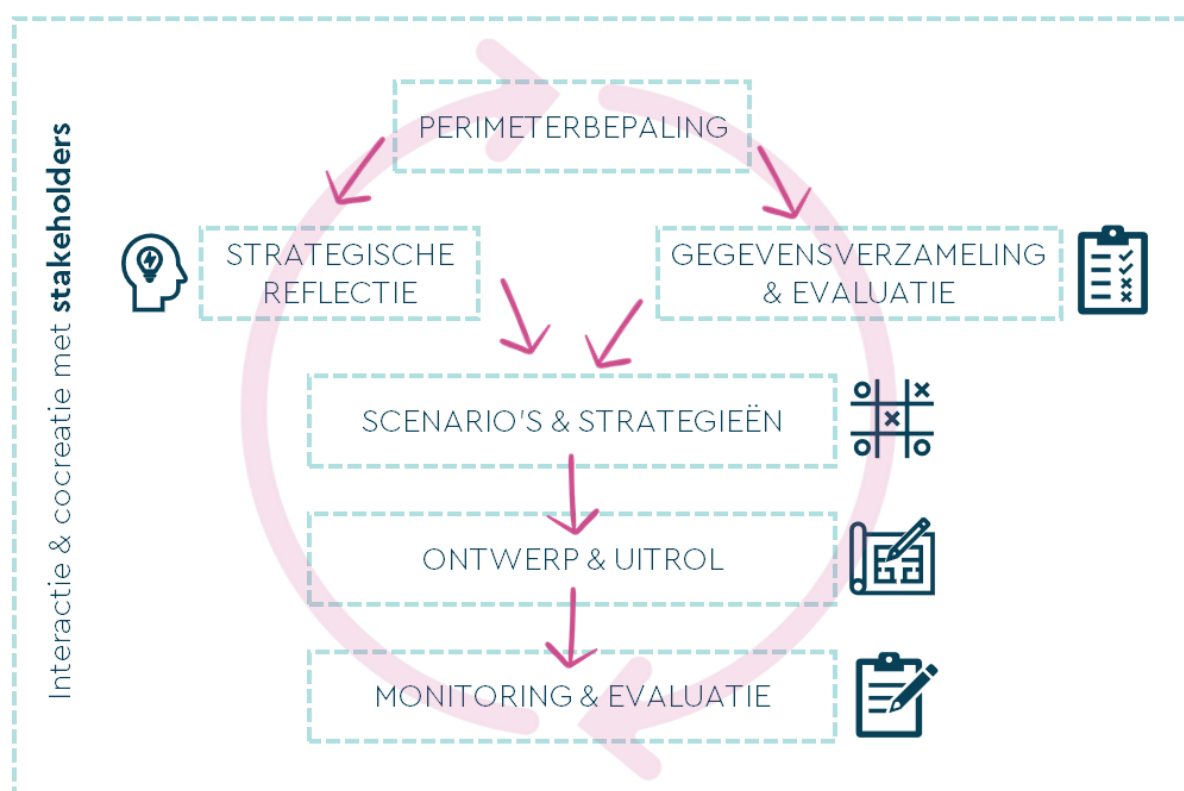 Interactie & cocreatie met stakeholders
PERIMETERBEPALING
STRATEGISCHE
REFLECTIE
GEGEVENSVERZAMELING
& EVALUATIE
SCENARIO'S & STRATEGIEËN
ONTWERP & UITROL
MONITORING & EVALUATIE